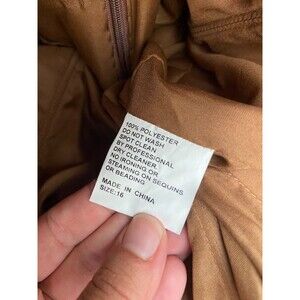 100% POLYESTER
DO NOT WASH
SPOT CLEAN
BY PROFESSIONAL
DRY CLEANER
NO IRONING OR
STEAMING ON SEQUINS
OR BEADING
MADE IN CHINA
SIZE:16